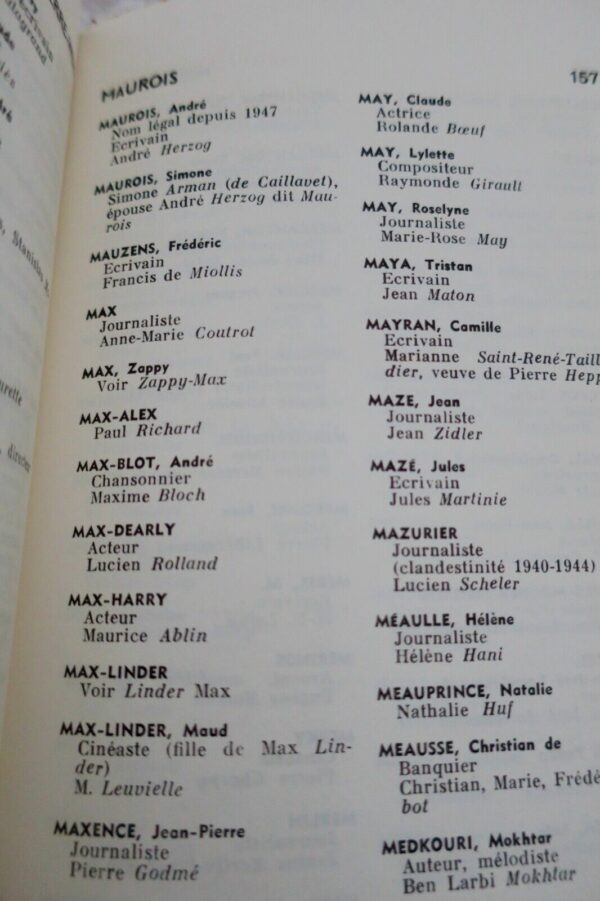 MAUROIS
157
MAUROIS, André
Nom légal depuis 1947
Ecrivain
André Herzog
MAUROIS, Simone
Simone Arman (de Caillavet),
épouse André Herzog dit Mau-
rois
MAUZENS, Frédéric
Ecrivain
Francis de Miollis
MAX
Journaliste
Anne-Marie Coutrot
MAX, Zappy
Voir Zappy-Max
MAX-ALEX
Paul Richard
MAX-BLOT, André
Chansonnier
Maxime Bloch
MAX-DEARLY
Acteur
Lucien Rolland
MAX-HARRY
Acteur
Maurice Ablin
MAX-LINDER
Voir Linder Max
MAX-LINDER, Maud
Cinéaste (fille de Max Lin-
der)
M. Leuvielle
MAXENCE, Jean-Pierre
Journaliste
Pierre Godmé
MAY, Claude
Actrice
Rolande Bœuf
MAY, Lylette
Compositeur
Raymonde Girault
MAY, Roselyne
Journaliste
Marie-Rose May
MAYA, Tristan
Ecrivain
Jean Maton
MAYRAN, Camille
Ecrivain
Marianne Saint-René-Taill
dier, veuve de Pierre Hepp
MAZE, Jean
Journaliste
Jean Zidler
MAZÉ, Jules
Ecrivain
Jules Martinie
MAZURIER
Journaliste
(clandestinité 1940-1944)
Lucien Scheler
MÉAULLE, Hélène
Journaliste
Hélène Hani
MEAUPRINCE, Natalie
Nathalie Huf
MEAUSSE, Christian de
Banquier
Christian, Marie, Frédé
bot
MEDKOURI, Mokhtar
Auteur, mélodiste
Ben Larbi Mokhtar